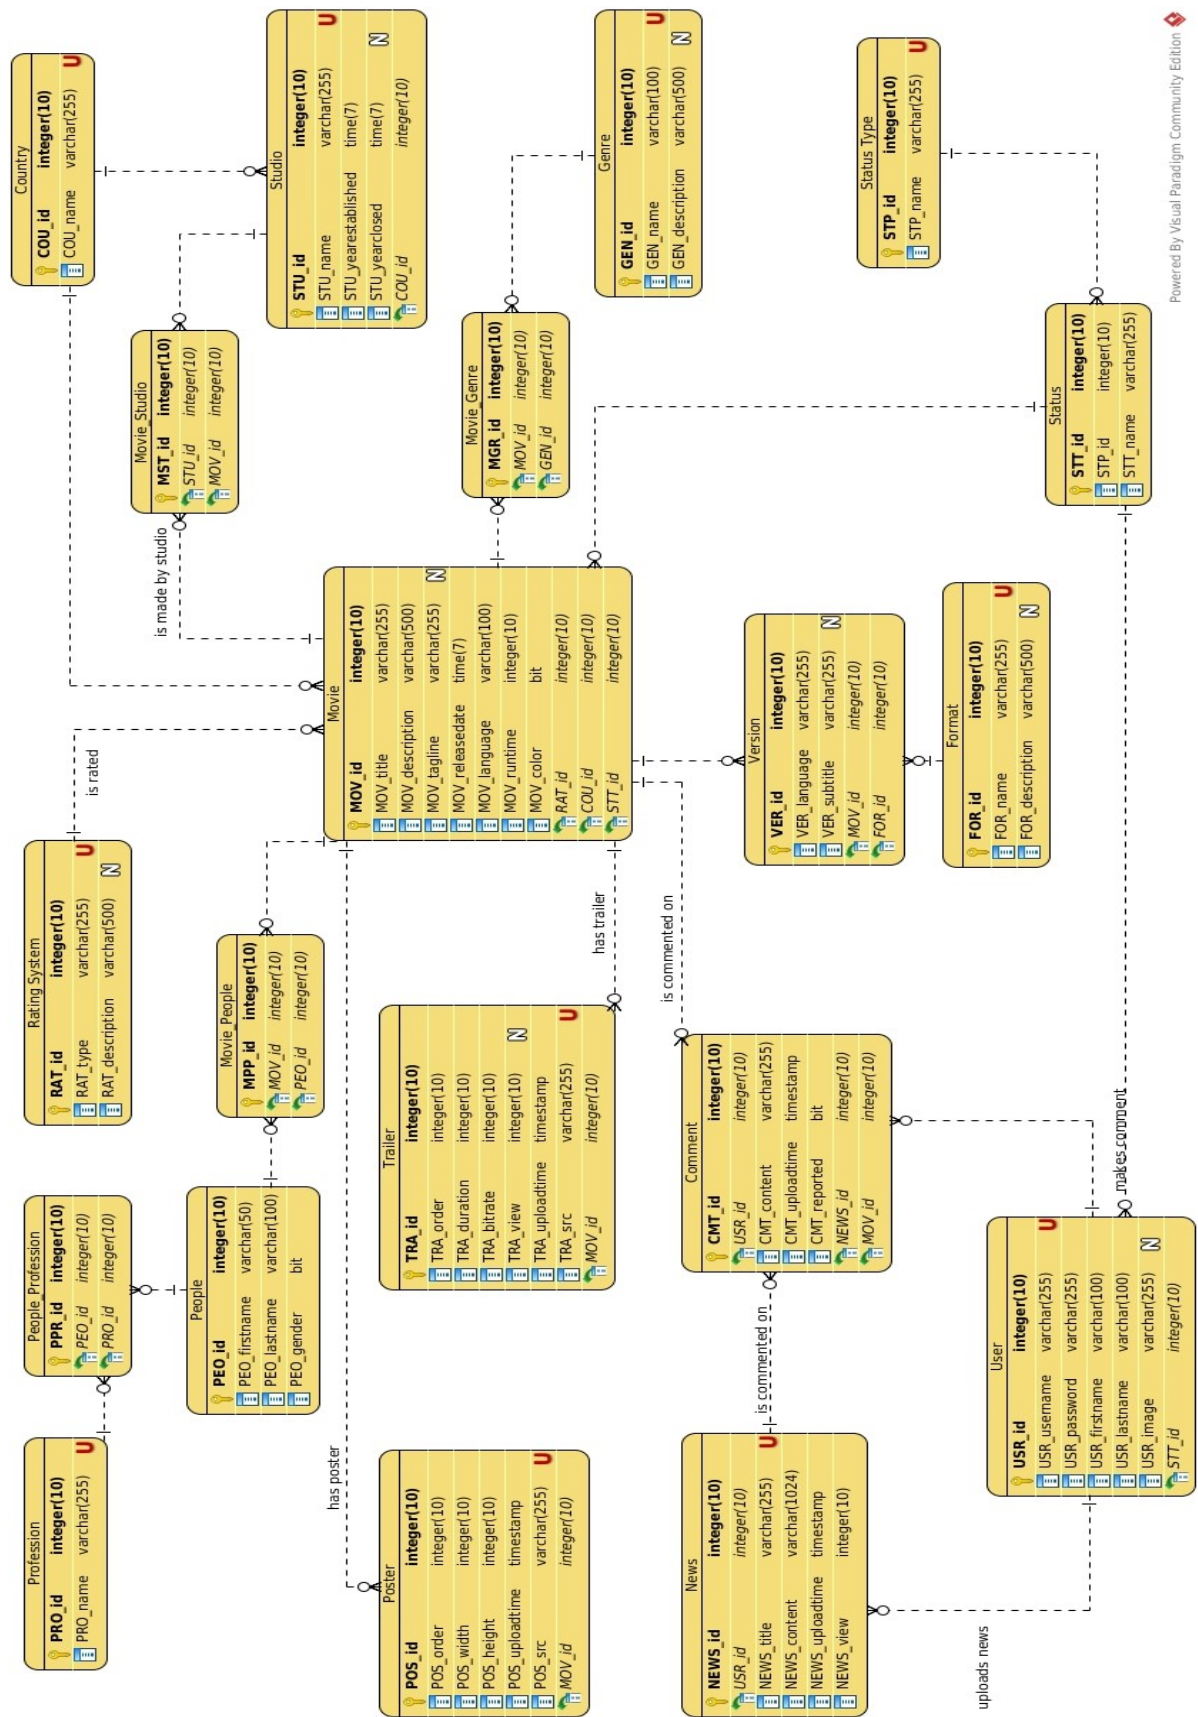 Profession
PRO_id integer(10)
PRO_name varchar(255) U
People_Profession
PPR_id integer(10)
PEO_id integer(10)
PRO_id integer(10)
Rating System
RAT_id integer(10)
RAT_type varchar(255) U
RAT_description varchar(500) N
Country
COU_id integer(10)
COU_name varchar(255) U
is rated
is made by studio
Movie_Studio
MST_id integer(10)
STU_id integer(10)
MOV_id integer(10)
People
PEO_id integer(10)
PEO_firstname varchar(50)
PEO_lastname varchar(100)
PEO_gender bit
Movie_People
MPP_id integer(10)
MOV_id integer(10)
PEO_id integer(10)
Studio
STU_id integer(10)
STU_name varchar(255) U
STU_yearestablished time(7)
STU_yearclosed time(7) N
COU_id integer(10)
has poster
Movie
MOV_id integer(10)
MOV_title varchar(255)
MOV_description varchar(500)
MOV_tagline varchar(255) N
MOV_releasedate time(7)
MOV_language varchar(100)
MOV_runtime integer(10)
MOV_color bit
RAT_id integer(10)
COU_id integer(10)
STT_id integer(10)
Poster
POS_id integer(10)
POS_order integer(10)
POS_width integer(10)
POS_height integer(10)
POS_uploadtime timestamp
POS_src varchar(255) U
MOV_id integer(10)
Trailer
TRA_id integer(10)
TRA_order integer(10)
TRA_duration integer(10)
TRA_bitrate integer(10)
TRA_view integer(10) N
TRA_uploadtime timestamp
TRA_src varchar(255) U
MOV_id integer(10)
Movie_Genre
MGR_id integer(10)
MOV_id integer(10)
GEN_id integer(10)
Genre
GEN_id integer(10)
GEN_name varchar(100) U
GEN_description varchar(500) N
has trailer
is commented on
News
NEWS_id integer(10)
USR_id integer(10)
NEWS_title varchar(255) U
NEWS_content varchar(1024)
NEWS_uploadtime timestamp
NEWS_view integer(10)
is commented on
Comment
CMT_id integer(10)
USR_id integer(10)
CMT_content varchar(255)
CMT_uploadtime timestamp
CMT_reported bit
NEWS_id integer(10)
MOV_id integer(10)
Version
VER_id integer(10)
VER_language varchar(255)
VER_subtitle varchar(255) N
MOV_id integer(10)
FOR_id integer(10)
Status Type
STP_id integer(10)
STP_name varchar(255) U
Format
FOR_id integer(10)
FOR_name varchar(255) U
FOR_description varchar(500) N
uploads news
User
USR_id integer(10)
USR_username varchar(255) U
USR_password varchar(255)
USR_firstname varchar(100)
USR_lastname varchar(100)
USR_image varchar(255) N
STT_id integer(10)
makes comment
Status
STT_id integer(10)
STP_id integer(10)
STT_name varchar(255)
Powered By Visual Paradigm Community Edition